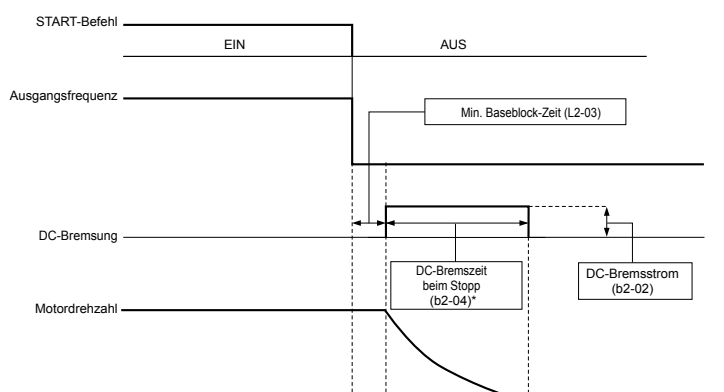 START-Befehl
EIN
AUS
Ausgangsfrequenz
Min. Baseblock-Zeit (L2-03)
DC-Bremsung
DC-Bremszeit
beim Stopp
(b2-04)*
DC-Bremsstrom
(b2-02)
Motordrehzahl